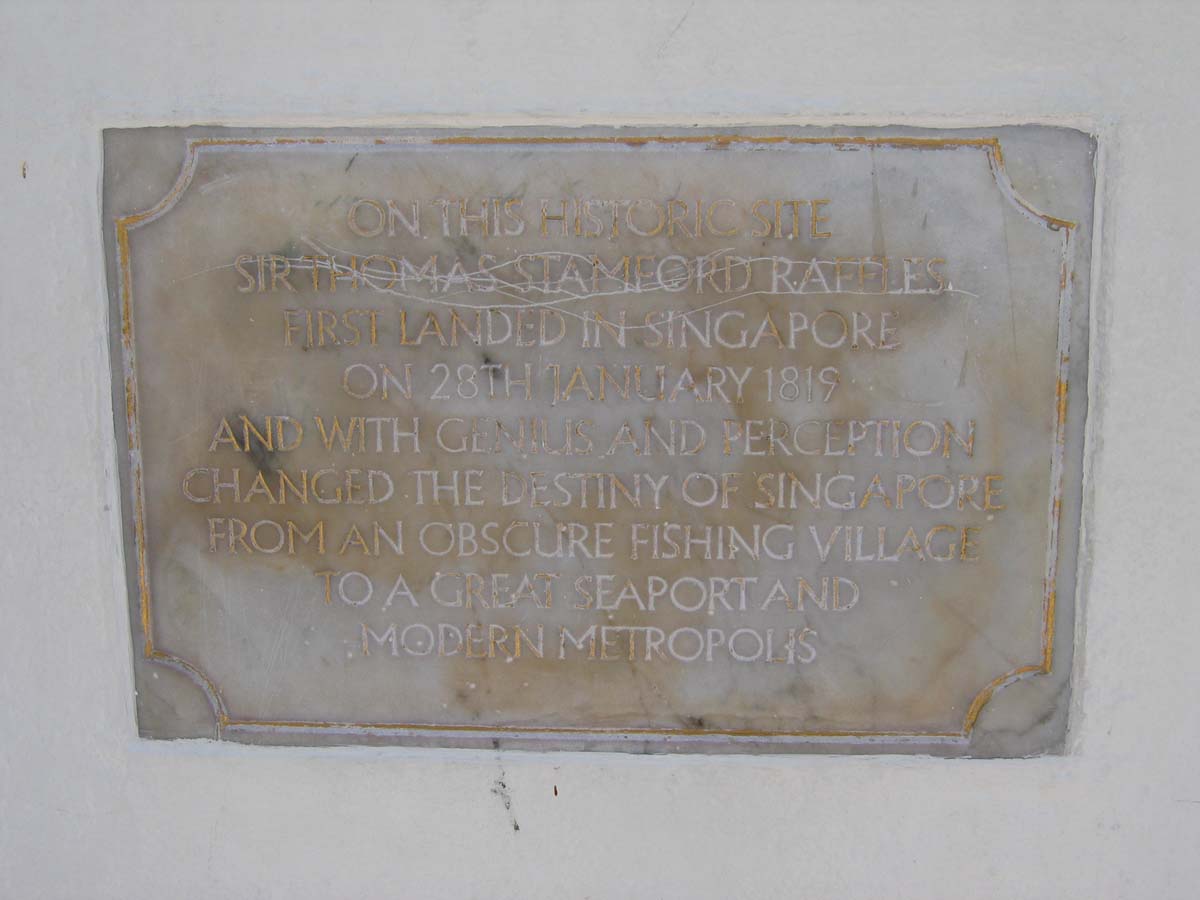 ON THIS HISTORIC SITE
SIR THOMAS STAMFORD RAFFLES
FIRST LANDED IN SINGAPORE
ON 28TH JANUARY 1819
AND WITH GENIUS AND PERCEPTION
CHANGED THE DESTINY OF SINGAPORE
FROM AN OBSCURE FISHING VILLAGE
TO A GREAT SEAPORT AND
MODERN METROPOLIS